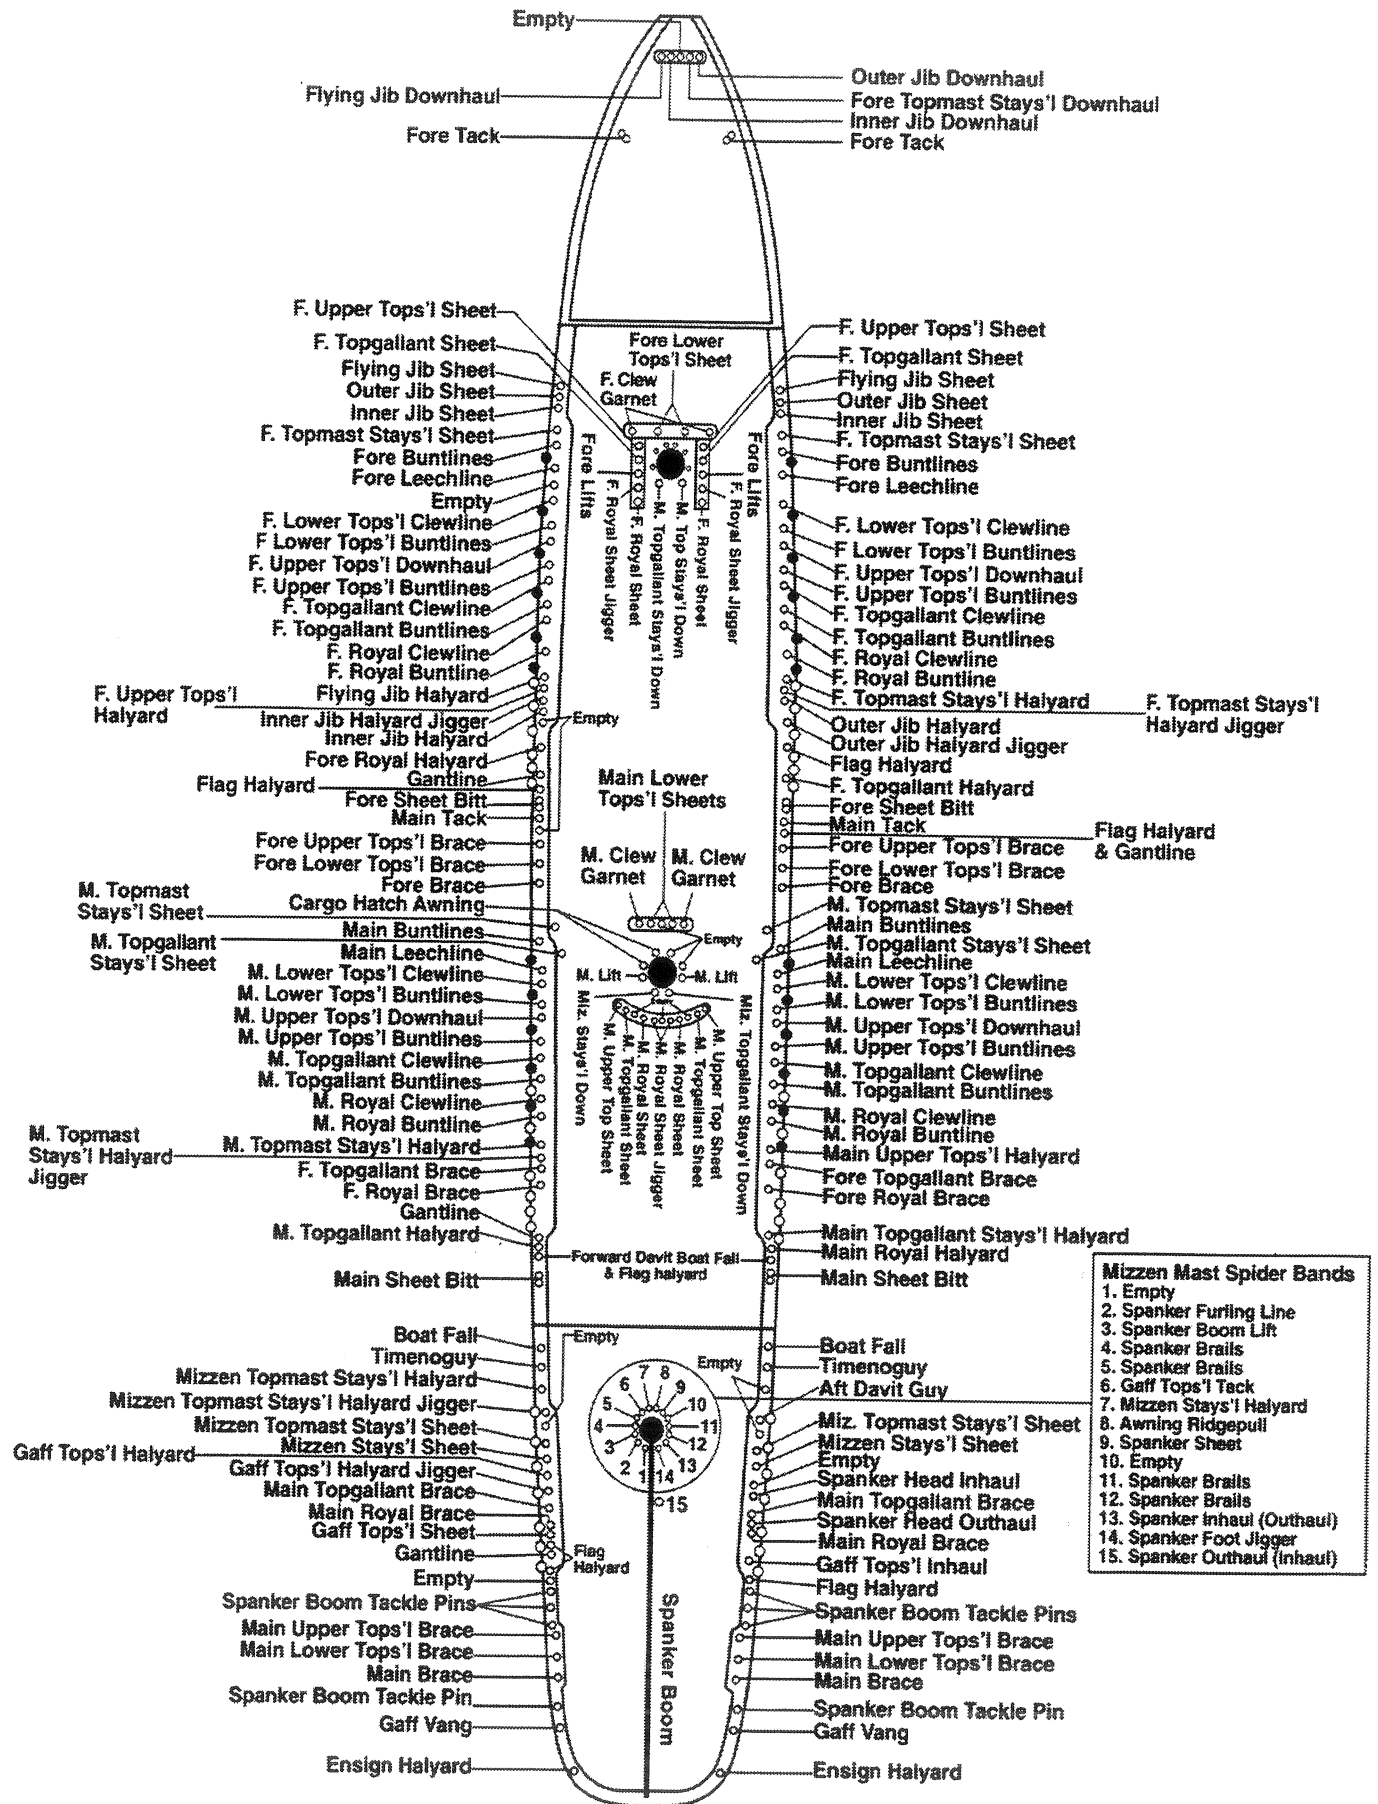 Empty
Outer Jib Downhaul
Flying Jib Downhaul
Fore Topmast Stays'l Downhaul
Inner Jib Downhaul
Fore Tack
Fore Tack
F. Upper Tops'l Sheet
F. Topgallant Sheet
Flying Jib Sheet
Outer Jib Sheet
Inner Jib Sheet
F. Topmast Stays'l Sheet
Fore Buntlines
Fore Leechline
Empty
F. Lower Tops'l Clewline
F Lower Tops'l Buntlines
F. Upper Tops'l Downhaul
F. Upper Tops'l Buntlines
F. Topgallant Clewline
F. Topgallant Buntlines
F. Royal Clewline
F. Royal Buntline
Flying Jib Halyard
F. Upper Tops'l
Halyard
Inner Jib Halyard Jigger
Inner Jib Halyard
Fore Royal Halyard
Gantline
Flag Halyard
Fore Sheet Bitt
Main Tack
Fore Upper Tops'l Brace
Fore Lower Tops'l Brace
Fore Brace
Cargo Hatch Awning
M. Topmast
Stays'l Sheet
Main Buntlines
M. Topgallant
Stays'l Sheet
Main Leechline
M. Lower Tops'l Clewline
M. Lower Tops'l Buntlines
M. Upper Tops'l Downhaul
M. Upper Tops'l Buntlines
M. Topgallant Clewline
M. Topgallant Buntlines
M. Royal Clewline
M. Royal Buntline
M. Topmast Stays'l Halyard
M. Topmast
Stays'l Halyard
Jigger
F. Topgallant Brace
F. Royal Brace
Gantline
M. Topgallant Halyard
Main Sheet Bitt
Boat Fall
Timenoguy
Mizzen Topmast Stays'l Halyard
Mizzen Topmast Stays'l Halyard Jigger
Mizzen Topmast Stays'l Sheet
Mizzen Stays'l Sheet
Gaff Tops'l Halyard
Gaff Tops'l Halyard Jigger
Main Topgallant Brace
Main Royal Brace
Gaff Tops'l Sheet
Gantline
Empty
Spanker Boom Tackle Pins
Main Upper Tops'l Brace
Main Lower Tops'l Brace
Main Brace
Spanker Boom Tackle Pin
Gaff Vang
Ensign Halyard
Fore Lower
Tops'l Sheet
F. Clew
Garnet
Fore Lifts
Fore Lifts
F. Royal Sheet Jigger
F. Royal Sheet
M. Topgallant Stays'l Down
M. Top Stays'l Down
F. Royal Sheet
F. Royal Sheet Jigger
Empty
Main Lower
Tops'l Sheets
M. Clew
Garnet
M. Clew
Garnet
Empty
M. Lift
M. Lift
Miz. Stays'l Down
M. Upper Top Sheet
M. Topgallant Sheet
M. Royal Sheet
M. Royal Sheet Jigger
M. Royal Sheet
M. Topgallant Sheet
M. Upper Top Sheet
Miz. Topgallant Stays'l Down
Forward Davit Boat Fall
& Flag halyard
Empty
Empty
1
2
3
4
5
6
7
8
9
10
11
12
13
14
15
Flag
Halyard
Spanker Boom
F. Upper Tops'l Sheet
F. Topgallant Sheet
Flying Jib Sheet
Outer Jib Sheet
Inner Jib Sheet
F. Topmast Stays'l Sheet
Fore Buntlines
Fore Leechline
F. Lower Tops'l Clewline
F Lower Tops'l Buntlines
F. Upper Tops'l Downhaul
F. Upper Tops'l Buntlines
F. Topgallant Clewline
F. Topgallant Buntlines
F. Royal Clewline
F. Royal Buntline
F. Topmast Stays'l Halyard
F. Topmast Stays'l
Halyard Jigger
Outer Jib Halyard
Outer Jib Halyard Jigger
Flag Halyard
F. Topgallant Halyard
Fore Sheet Bitt
Main Tack
Flag Halyard
& Gantline
Fore Upper Tops'l Brace
Fore Lower Tops'l Brace
Fore Brace
M. Topmast Stays'l Sheet
Main Buntlines
M. Topgallant Stays'l Sheet
Main Leechline
M. Lower Tops'l Clewline
M. Lower Tops'l Buntlines
M. Upper Tops'l Downhaul
M. Upper Tops'l Buntlines
M. Topgallant Clewline
M. Topgallant Buntlines
M. Royal Clewline
M. Royal Buntline
Main Upper Tops'l Halyard
Fore Topgallant Brace
Fore Royal Brace
Main Topgallant Stays'l Halyard
Main Royal Halyard
Main Sheet Bitt
Boat Fall
Timenoguy
Aft Davit Guy
Miz. Topmast Stays'l Sheet
Mizzen Stays'l Sheet
Empty
Spanker Head Inhaul
Main Topgallant Brace
Spanker Head Outhaul
Main Royal Brace
Gaff Tops'l Inhaul
Flag Halyard
Spanker Boom Tackle Pins
Main Upper Tops'l Brace
Main Lower Tops'l Brace
Main Brace
Spanker Boom Tackle Pin
Gaff Vang
Ensign Halyard
Mizzen Mast Spider Bands
1. Empty
2. Spanker Furling Line
3. Spanker Boom Lift
4. Spanker Brails
5. Spanker Brails
6. Gaff Tops'l Tack
7. Mizzen Stays'l Halyard
8. Awning Ridgepull
9. Spanker Sheet
10. Empty
11. Spanker Brails
12. Spanker Brails
13. Spanker Inhaul (Outhaul)
14. Spanker Foot Jigger
15. Spanker Outhaul (Inhaul)